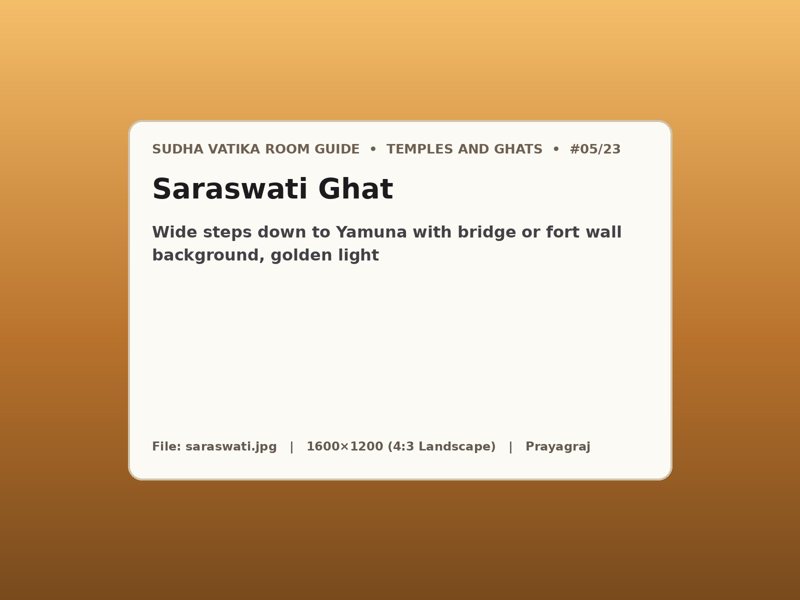 SUDHA VATIKA ROOM GUIDE • TEMPLES AND GHATS • #05/23
Saraswati Ghat
Wide steps down to Yamuna with bridge or fort wall
background, golden light
File: saraswati.jpg | 1600×1200 (4:3 Landscape) | Prayagraj